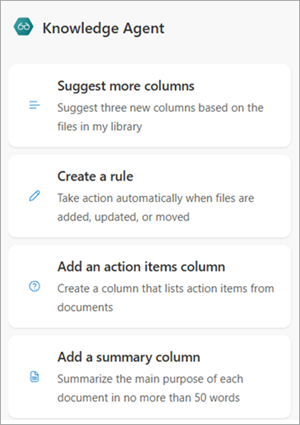 Knowledge Agent
Suggest more columns
Suggest three new columns based on the
files in my library
Create a rule
Take action automatically when files are
added, updated, or moved
Add an action items column
Create a column that lists action items from
documents
Add a summary column
Summarize the main purpose of each
document in no more than 50 words